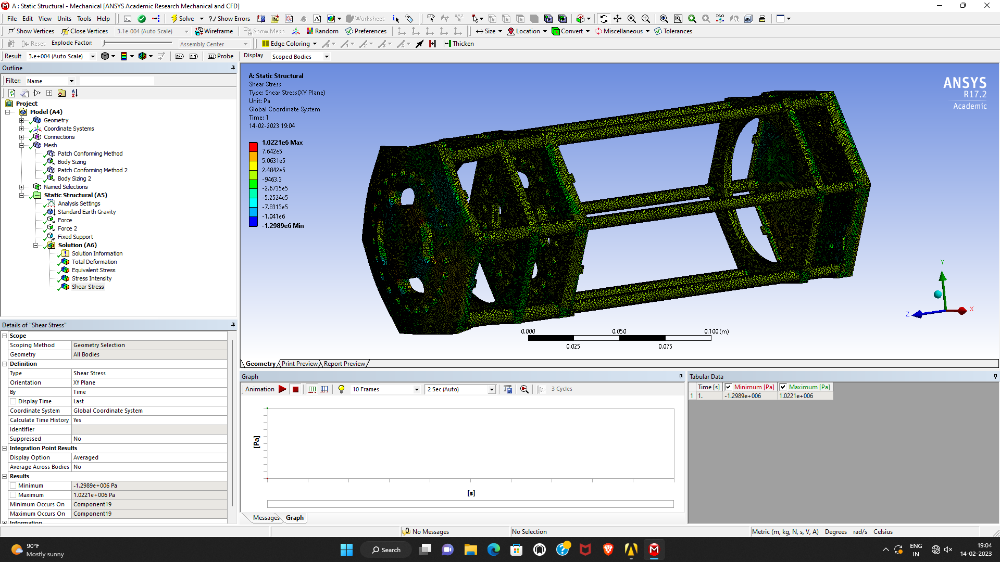 A : Static Structural - Mechanical [ANSYS Academic Research Mechanical and CFD]
File Edit View Units Tools Help Solve ?/ Show Errors Worksheet
Show Vertices Close Vertices 3.1e-004 (Auto Scale) Wireframe Show Mesh Random Preferences Size Location Convert Miscellaneous Tolerances
Reset Explode Factor: Assembly Center Edge Coloring Thicken
Result 3.e+004 (Auto Scale) MAX MIN Probe Display Scoped Bodies
Outline
Filter: Name
Project
Model (A4)
Geometry
Coordinate Systems
Connections
Mesh
Patch Conforming Method
Body Sizing
Patch Conforming Method 2
Body Sizing 2
Named Selections
Static Structural (A5)
Analysis Settings
Standard Earth Gravity
Force
Force 2
Fixed Support
Solution (A6)
Solution Information
Total Deformation
Equivalent Stress
Stress Intensity
Shear Stress
Details of "Shear Stress"
Scope
Scoping Method Geometry Selection
Geometry All Bodies
Definition
Type Shear Stress
Orientation XY Plane
By Time
Display Time Last
Coordinate System Global Coordinate System
Calculate Time History Yes
Identifier
Suppressed No
Integration Point Results
Display Option Averaged
Average Across Bodies No
Results
Minimum -1.2989e+006 Pa
Maximum 1.0221e+006 Pa
Minimum Occurs On Component19
Maximum Occurs On Component19
Information
A: Static Structural
Shear Stress
Type: Shear Stress(XY Plane)
Unit: Pa
Global Coordinate System
Time: 1
14-02-2023 19:04
1.0221e6 Max
7.642e5
5.0631e5
2.4842e5
-9463.3
-2.6735e5
-5.2524e5
-7.8313e5
-1.041e6
-1.2989e6 Min
ANSYS
R17.2
Academic
Y
X
Z
0.000 0.050 0.100 (m)
0.025 0.075
Geometry Print Preview Report Preview
Graph
Animation 10 Frames 2 Sec (Auto) 3 Cycles
[Pa]
[s]
Messages Graph
Tabular Data
Time [s] Minimum [Pa] Maximum [Pa]
1 1. -1.2989e+006 1.0221e+006
0 No Messages No Selection Metric (m, kg, N, s, V, A) Degrees rad/s Celsius
90°F
Mostly sunny
Search
ENG
IN
19:04
14-02-2023